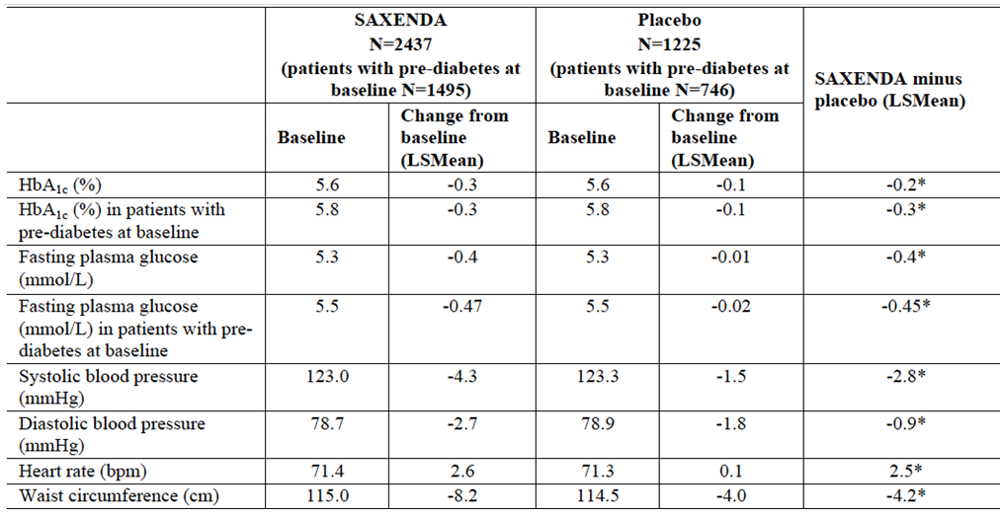 SAXENDA
N=2437
(patients with pre-diabetes at
baseline N=1495)
Placebo
N=1225
(patients with pre-diabetes at
baseline N=746)
SAXENDA minus
placebo (LSMean)
Baseline
Change from
baseline
(LSMean)
Baseline
Change from
baseline
(LSMean)
HbA1c (%) 5.6 -0.3 5.6 -0.1 -0.2*
HbA1c (%) in patients with 5.8 -0.3 5.8 -0.1 -0.3*
pre-diabetes at baseline
Fasting plasma glucose 5.3 -0.4 5.3 -0.01 -0.4*
(mmol/L)
Fasting plasma glucose 5.5 -0.47 5.5 -0.02 -0.45*
(mmol/L) in patients with pre-
diabetes at baseline
Systolic blood pressure 123.0 -4.3 123.3 -1.5 -2.8*
(mmHg)
Diastolic blood pressure 78.7 -2.7 78.9 -1.8 -0.9*
(mmHg)
Heart rate (bpm) 71.4 2.6 71.3 0.1 2.5*
Waist circumference (cm) 115.0 -8.2 114.5 -4.0 -4.2*